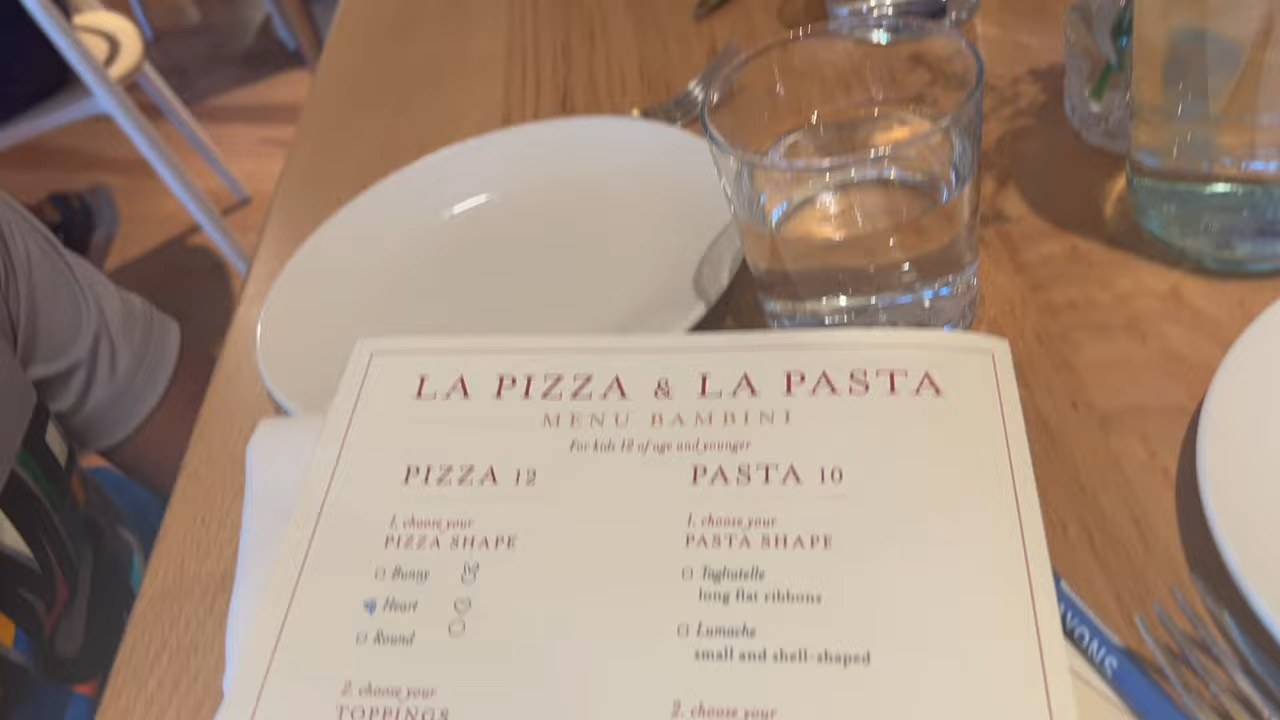 LA PIZZA & LA PASTA
MENU BAMBINI
For kids 12 of age and younger
PIZZA 12
1. choose your
PIZZA SHAPE
Bunny
Heart
Round
2. choose your
TOPPINGS
PASTA 10
1. choose your
PASTA SHAPE
Tagliatelle
long flat ribbons
Lumache
small and shell-shaped
2. choose your
YONS